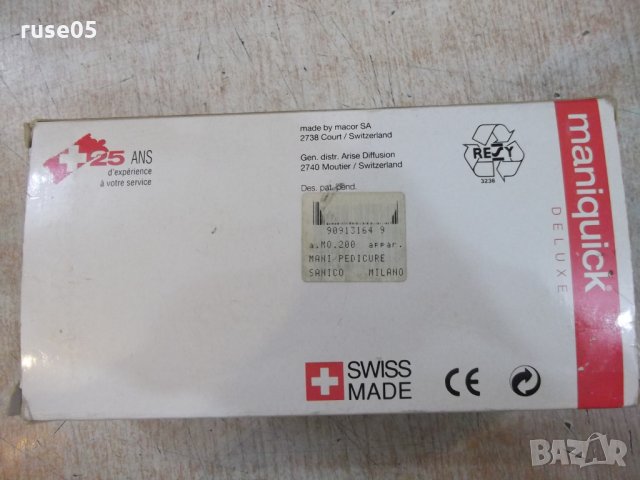 ruse05
25 ANS
d'expérience
à votre service
made by macor SA
2738 Court / Switzerland
Gen. distr. Arise Diffusion
2740 Moutier / Switzerland
Des. pat. pend.
90913164 9
a.MO.200 appar.
MANI PEDICURE
SANICO MILANO
RESY
3236
maniquick®
DELUXE
SWISS
MADE
CE
BAZAR